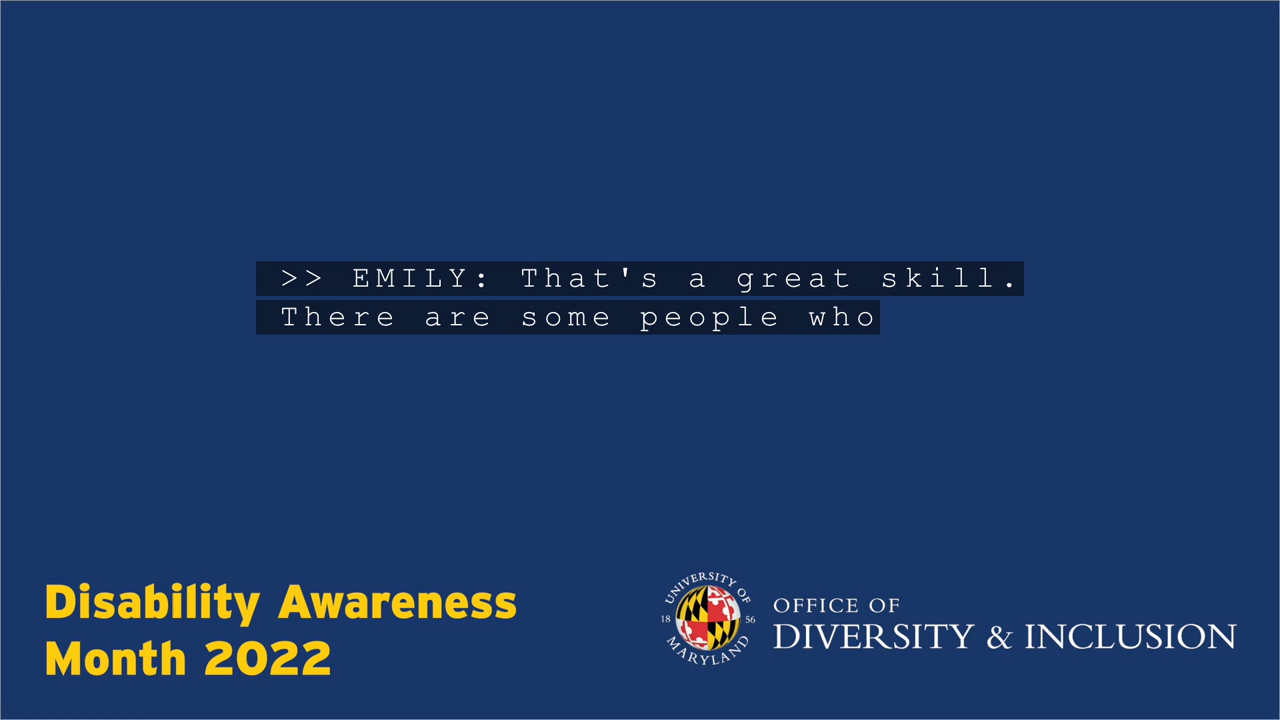 >> EMILY: That's a great skill.
There are some people who
Disability Awareness
Month 2022
UNIVERSITY OF
18 56
MARYLAND
OFFICE OF
DIVERSITY & INCLUSION